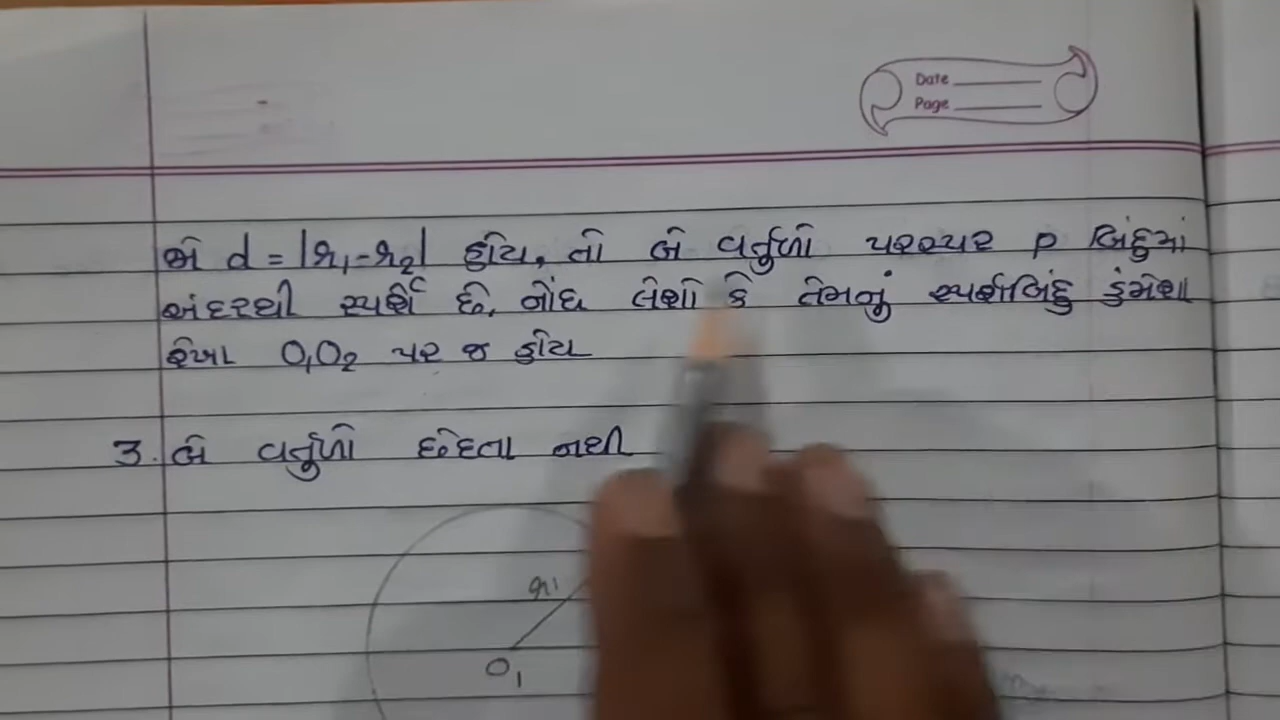 Date
Page
જો d = |r₁-r₂| હોય, તો બે વર્તુળો પરસ્પર P બિંદુમાં
અંદરથી સ્પર્શે છે. નોંધ લેશો કે તેમનું સ્પર્શબિંદુ હંમેશા
રેખા O₁O₂ પર જ હોય
3. બે વર્તુળો છેદતા નથી
r₁
O₁